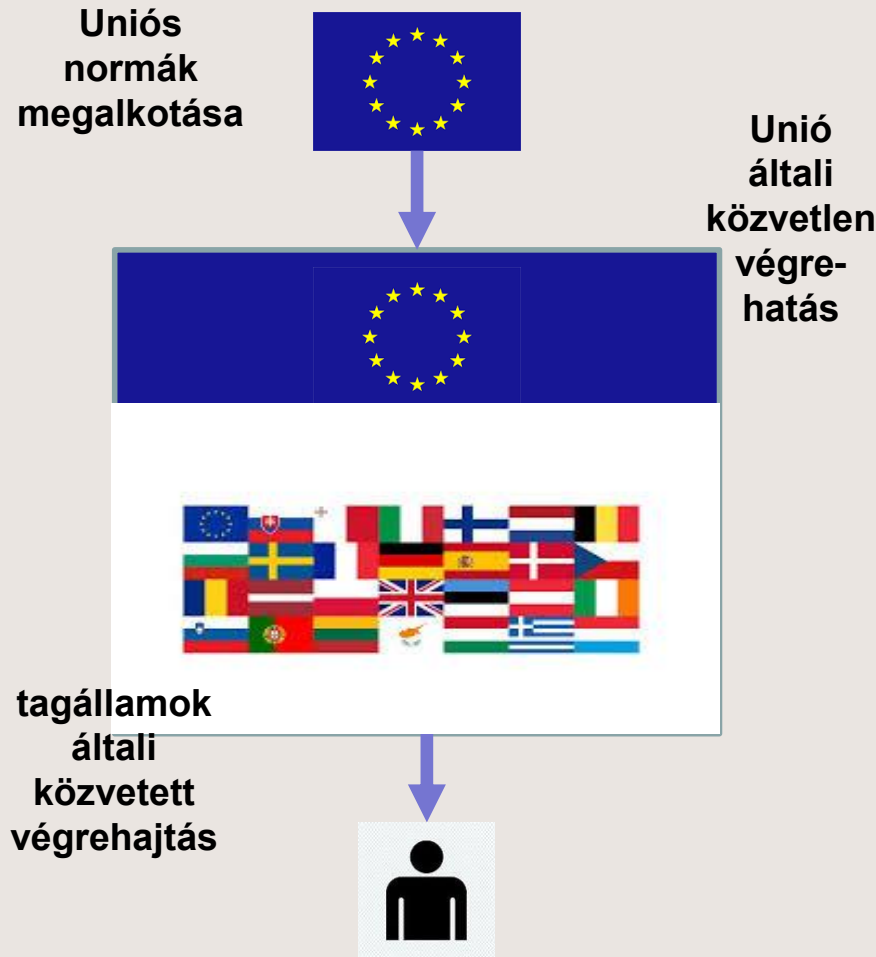 Uniós
normák
megalkotása
Unió
általi
közvetlen
végre-
hatás
tagállamok
általi
közvetett
végrehajtás